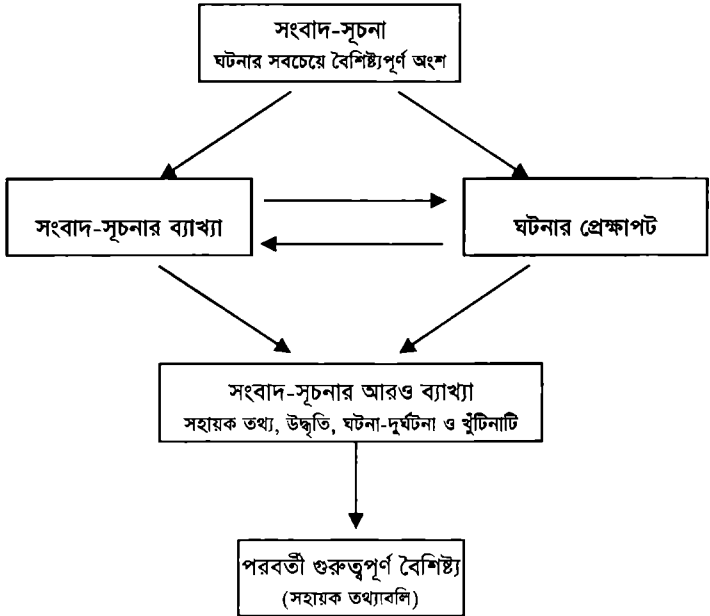 সংবাদ-সূচনা
ঘটনার সবচেয়ে বৈশিষ্ট্যপূর্ণ অংশ
সংবাদ-সূচনার ব্যাখ্যা
ঘটনার প্রেক্ষাপট
সংবাদ-সূচনার আরও ব্যাখ্যা
সহায়ক তথ্য, উদ্ধৃতি, ঘটনা-দুর্ঘটনা ও খুঁটিনাটি
পরবর্তী গুরুত্বপূর্ণ বৈশিষ্ট্য
(সহায়ক তথ্যাবলি)